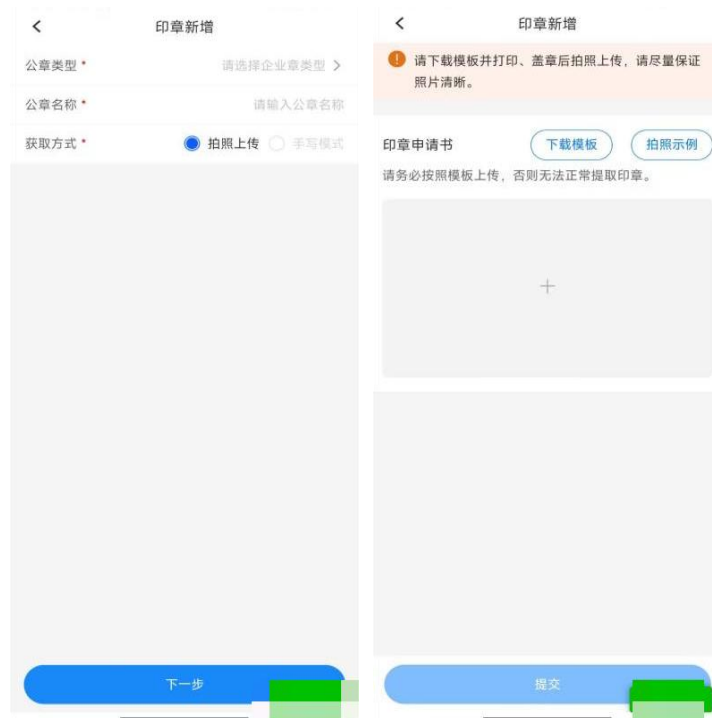 印章新增
公章类型 *
请选择企业章类型 >
公章名称 *
请输入公章名称
获取方式 *
拍照上传
手写模式
下一步
印章新增
请下载模板并打印、盖章后拍照上传，请尽量保证
照片清晰。
印章申请书
下载模板
拍照示例
请务必按照模板上传，否则无法正常提取印章。
提交